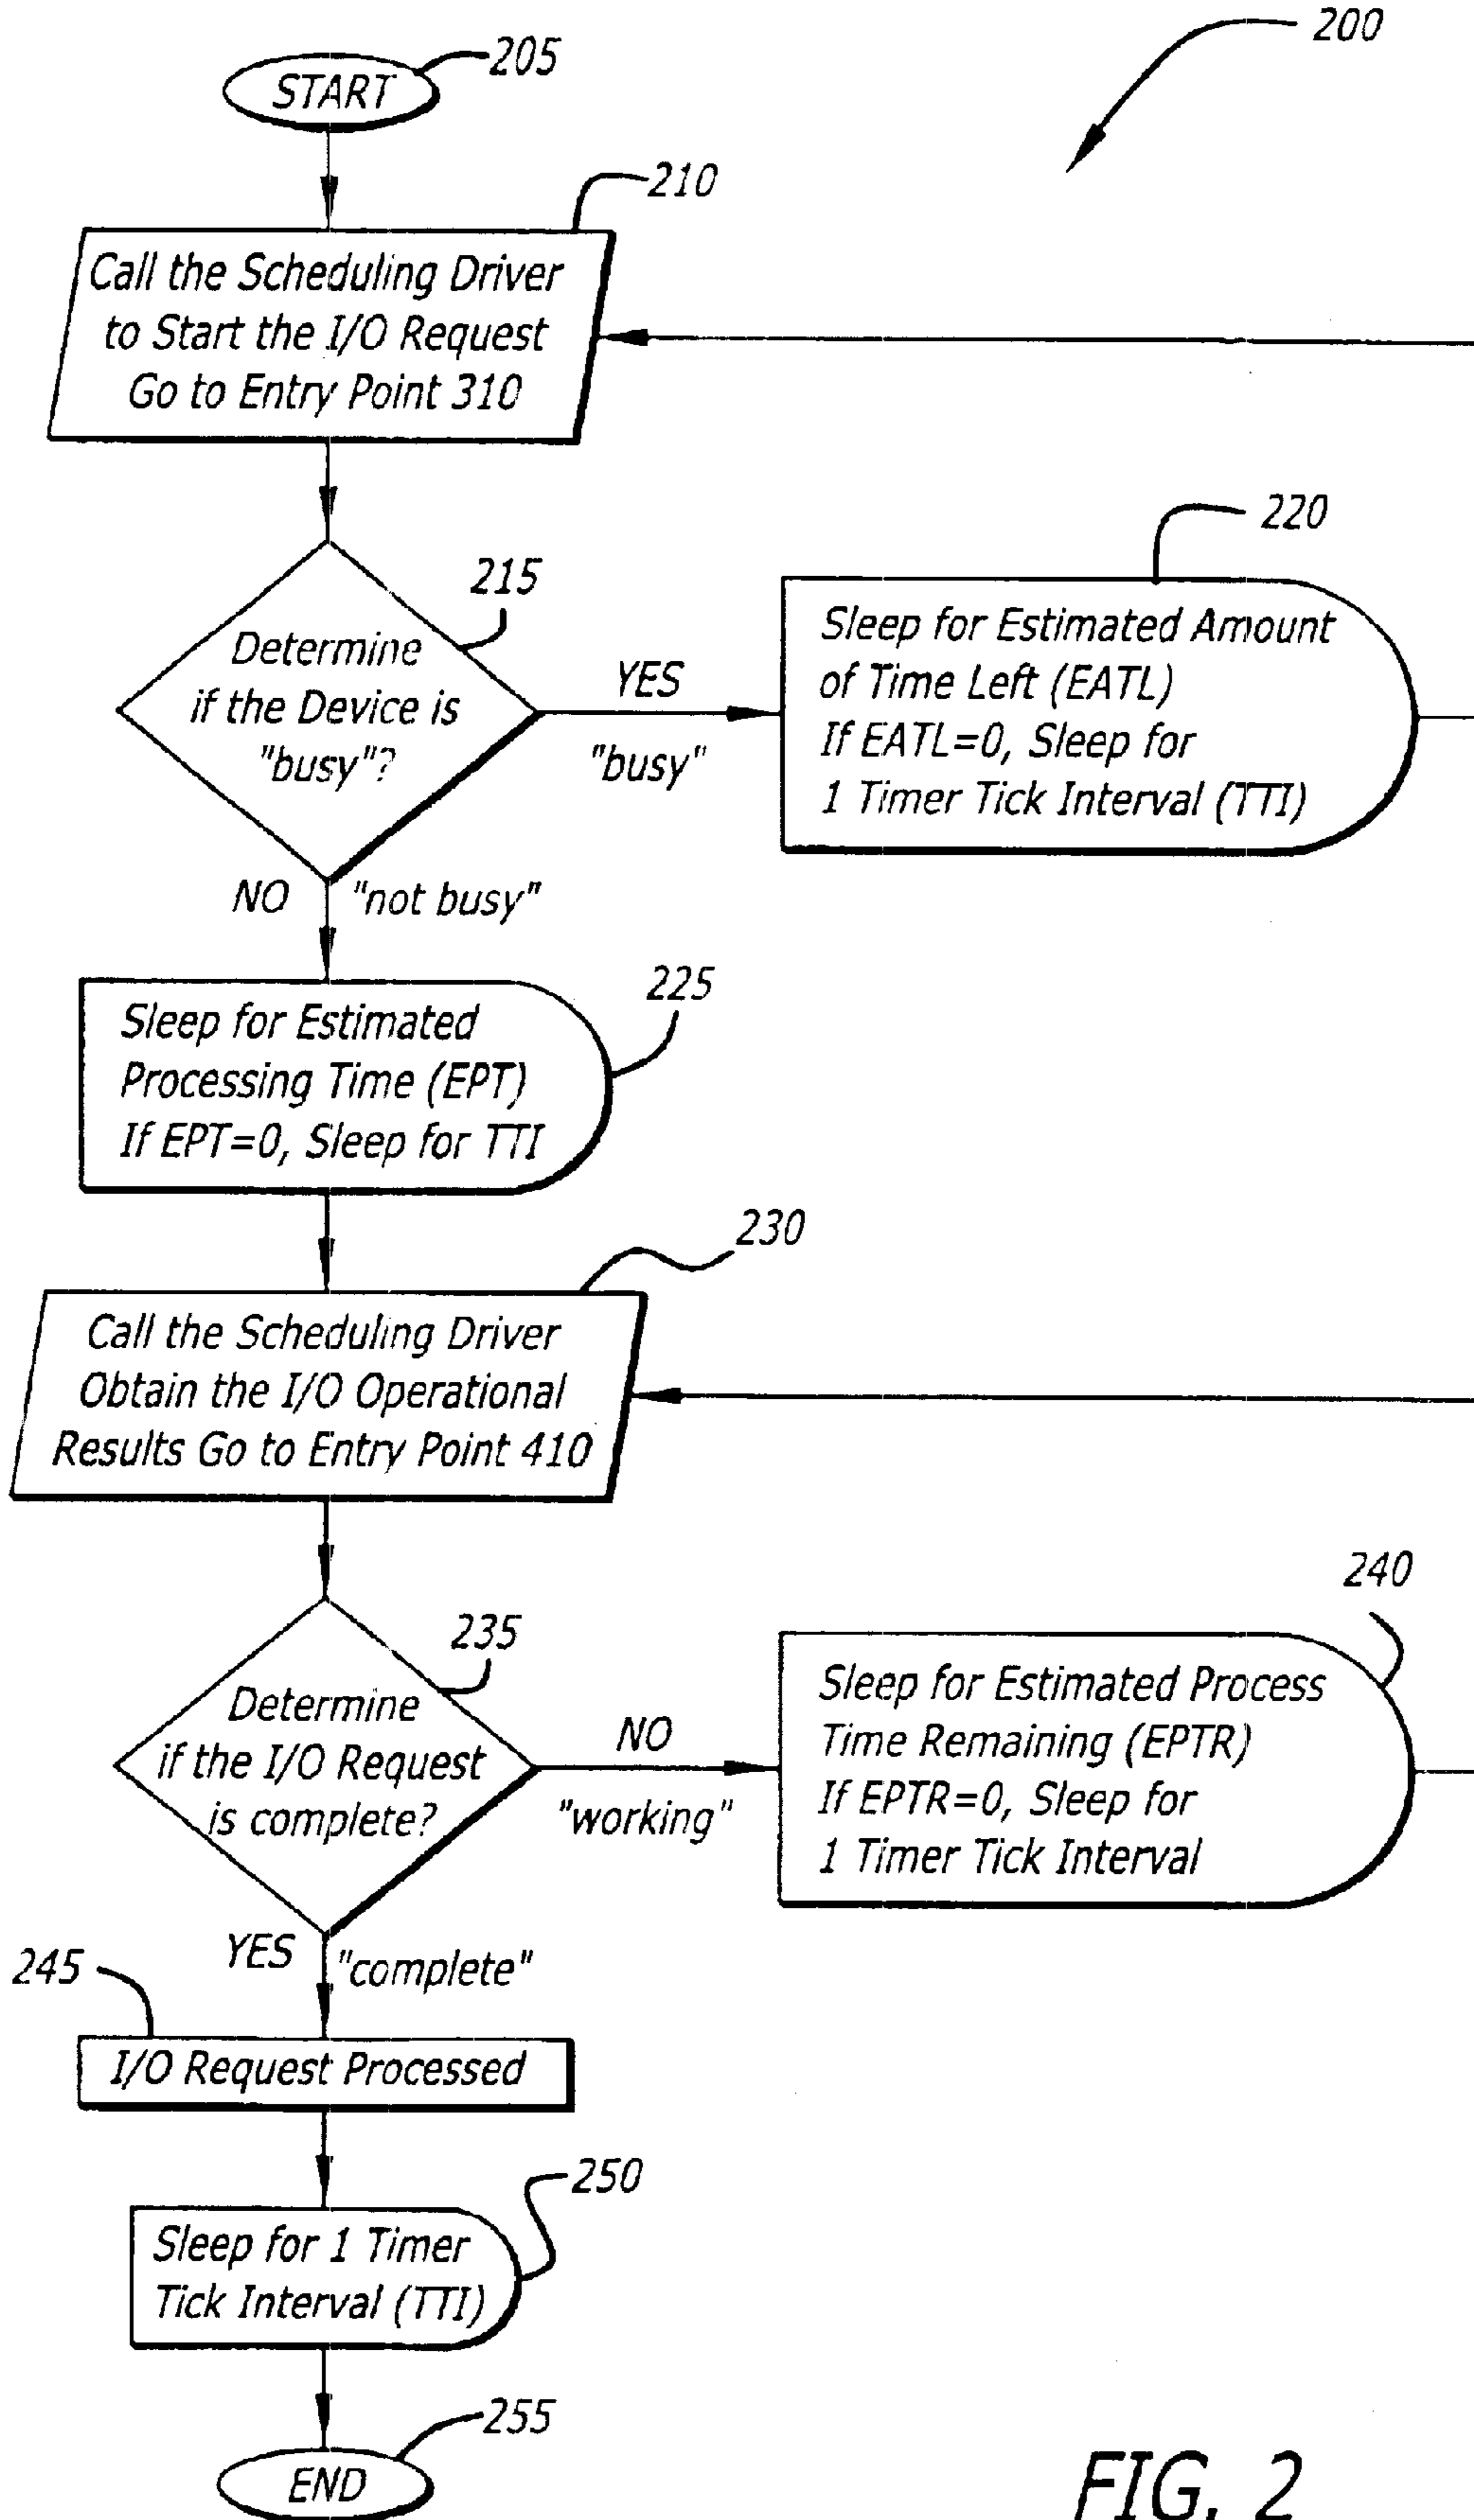 200
START
205
210
Call the Scheduling Driver
to Start the I/O Request
Go to Entry Point 310
215
Determine
if the Device is
"busy"?
YES
"busy"
220
Sleep for Estimated Amount
of Time Left (EATL)
If EATL=0, Sleep for
1 Timer Tick Interval (TTI)
NO
"not busy"
225
Sleep for Estimated
Processing Time (EPT)
If EPT=0, Sleep for TTI
230
Call the Scheduling Driver
Obtain the I/O Operational
Results Go to Entry Point 410
235
Determine
if the I/O Request
is complete?
NO
"working"
240
Sleep for Estimated Process
Time Remaining (EPTR)
If EPTR=0, Sleep for
1 Timer Tick Interval
YES
"complete"
245
I/O Request Processed
250
Sleep for 1 Timer
Tick Interval (TTI)
255
END
FIG. 2